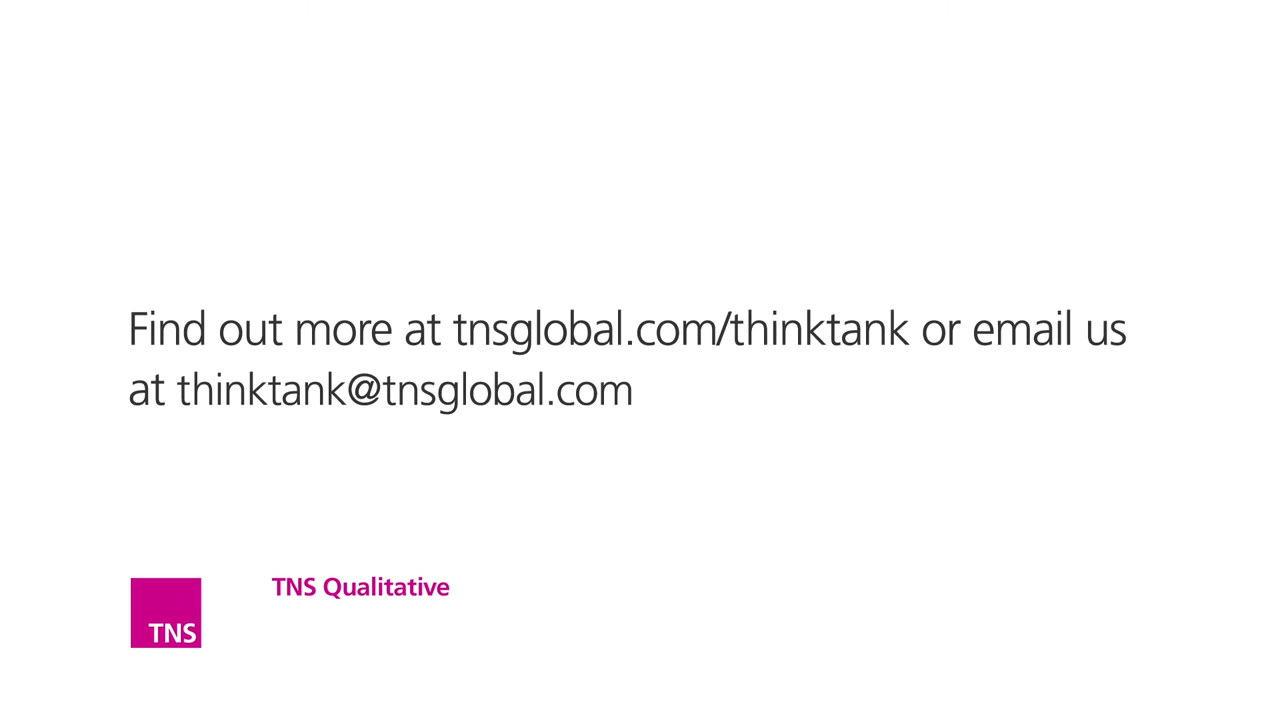 Find out more at tnsglobal.com/thinktank or email us
at thinktank@tnsglobal.com
TNS Qualitative
TNS